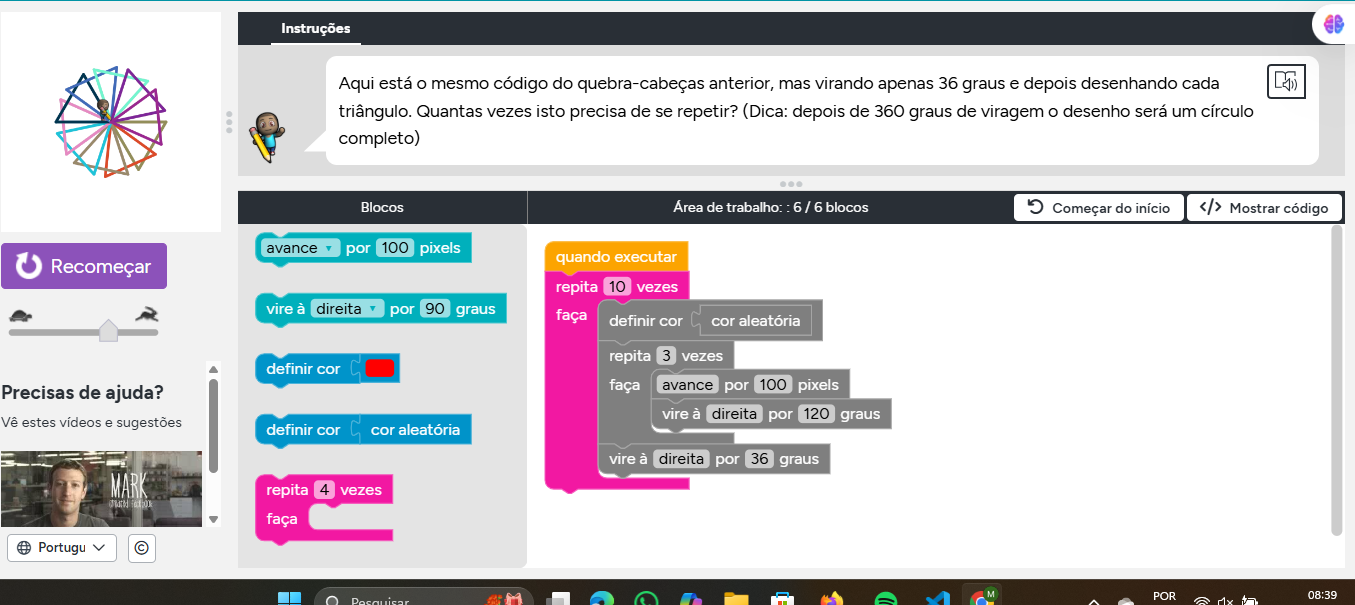 Instruções
Aqui está o mesmo código do quebra-cabeças anterior, mas virando apenas 36 graus e depois desenhando cada
triângulo. Quantas vezes isto precisa de se repetir? (Dica: depois de 360 graus de viragem o desenho será um círculo
completo)
Blocos
Área de trabalho: : 6 / 6 blocos
Começar do início
</> Mostrar código
Recomeçar
Precisas de ajuda?
Vê estes vídeos e sugestões
MARK
Portugu
©
avance por 100 pixels
vire à direita por 90 graus
definir cor
definir cor cor aleatória
repita 4 vezes
faça
quando executar
repita 10 vezes
faça
definir cor cor aleatória
repita 3 vezes
faça
avance por 100 pixels
vire à direita por 120 graus
vire à direita por 36 graus
Pesquisar
M
POR
08:39